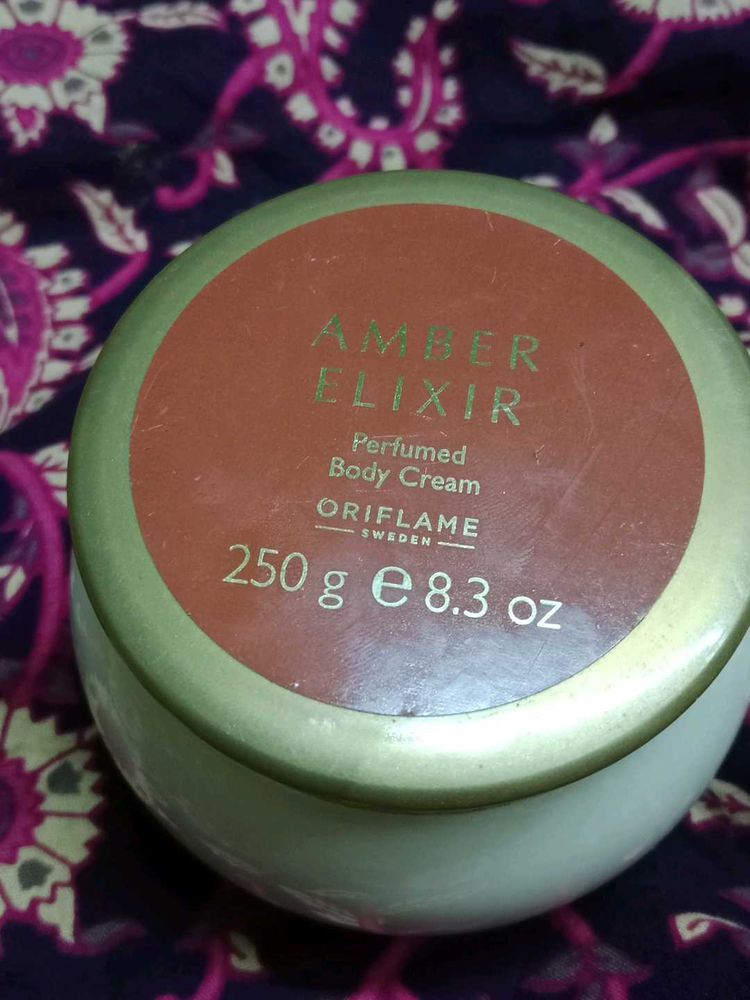 AMBER
ELIXIR
Perfumed
Body Cream
ORIFLAME
SWEDEN
250 g ℮ 8.3 oz